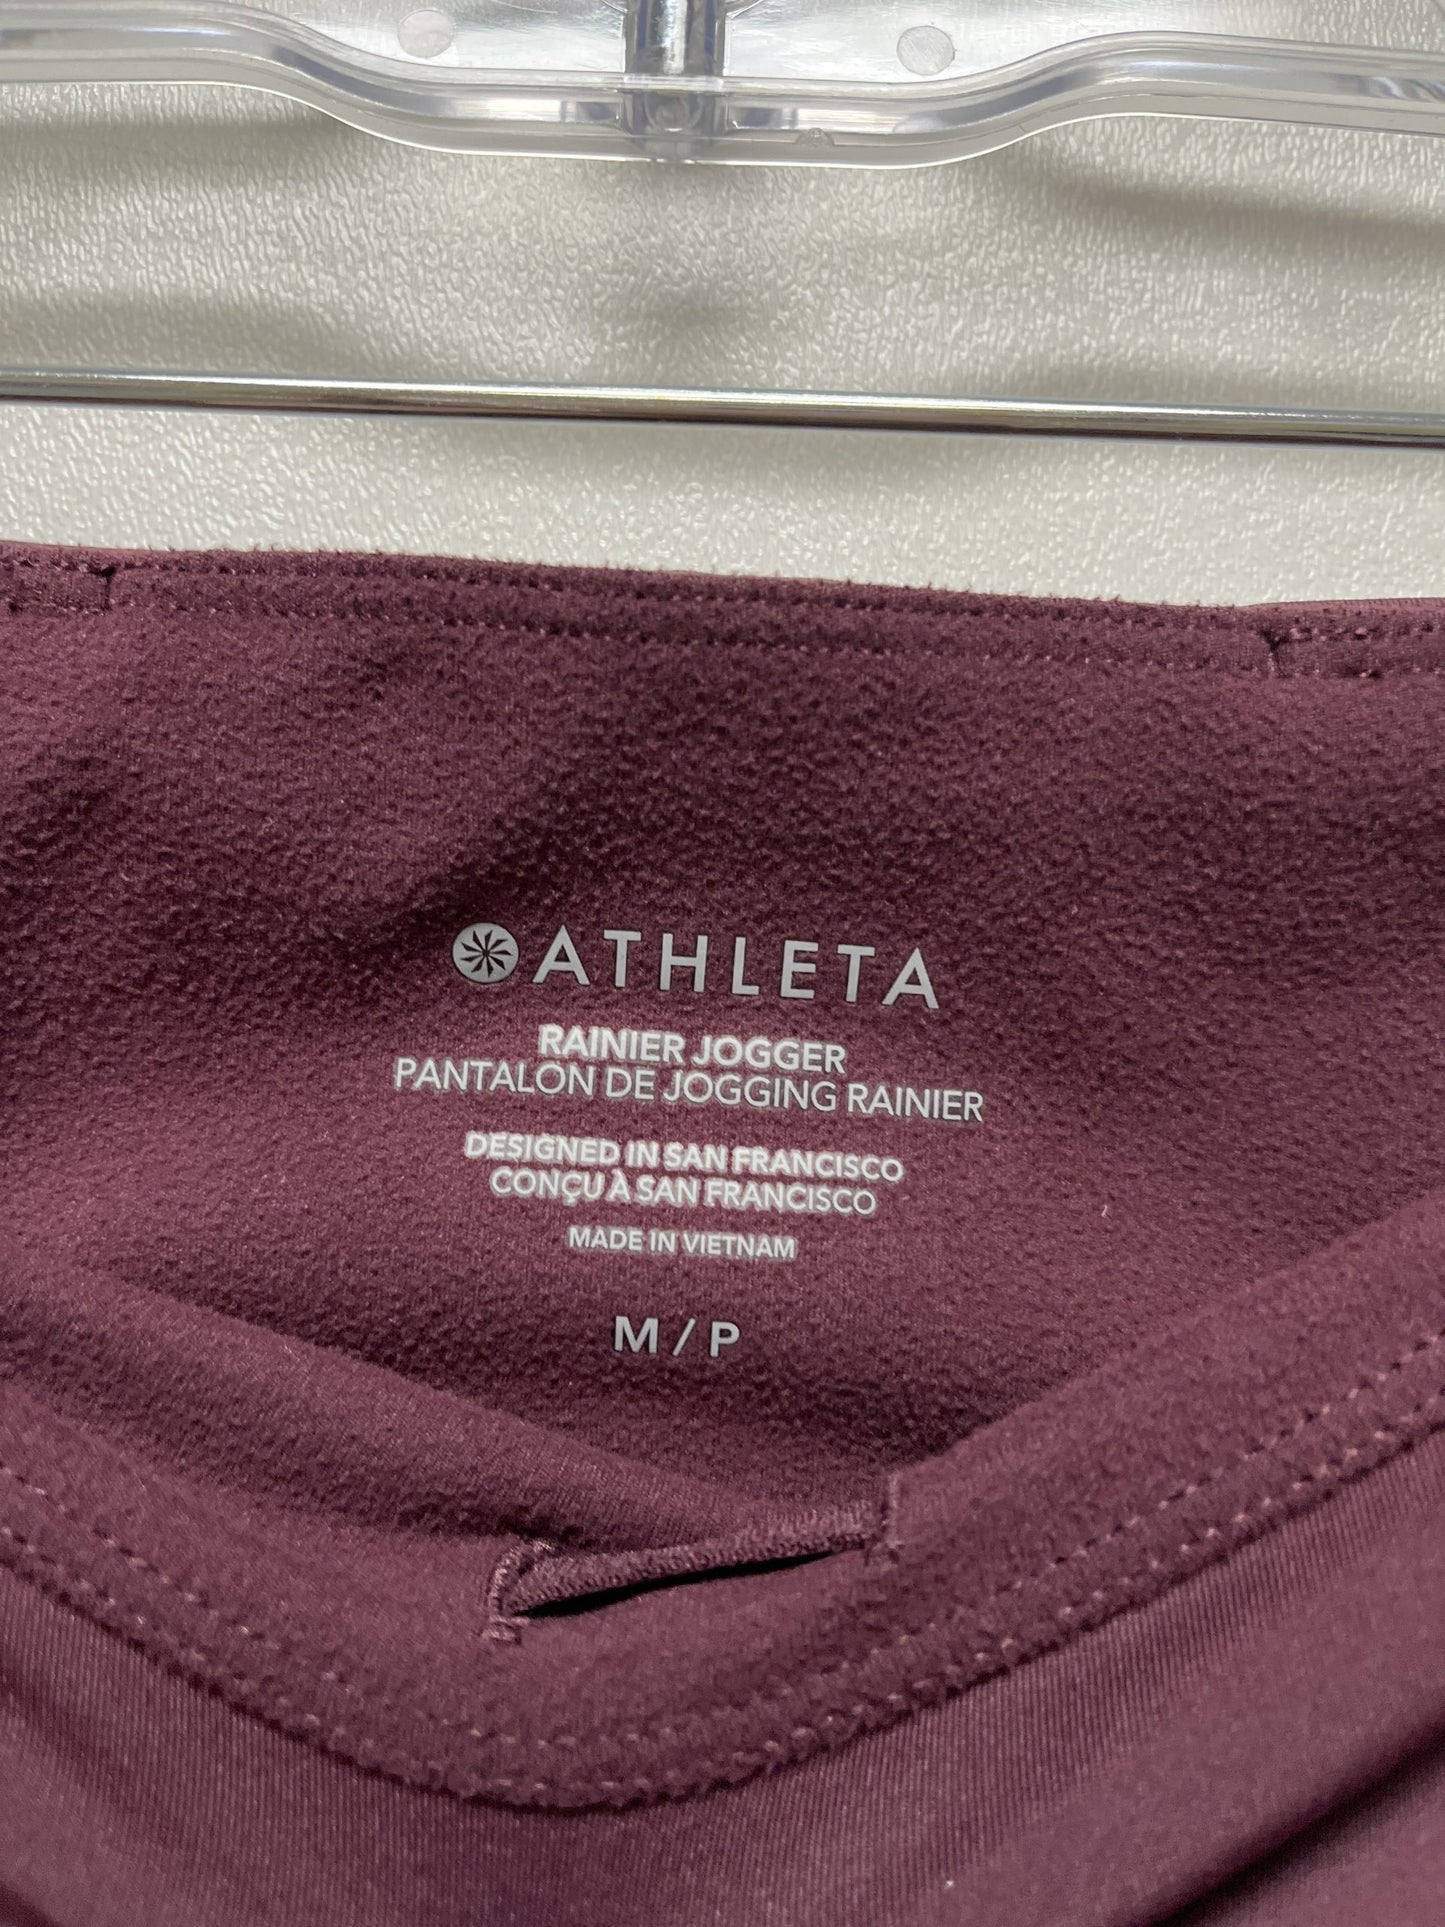 ATHLETA
RAINIER JOGGER
PANTALON DE JOGGING RAINIER
DESIGNED IN SAN FRANCISCO
CONÇU À SAN FRANCISCO
MADE IN VIETNAM
M / P